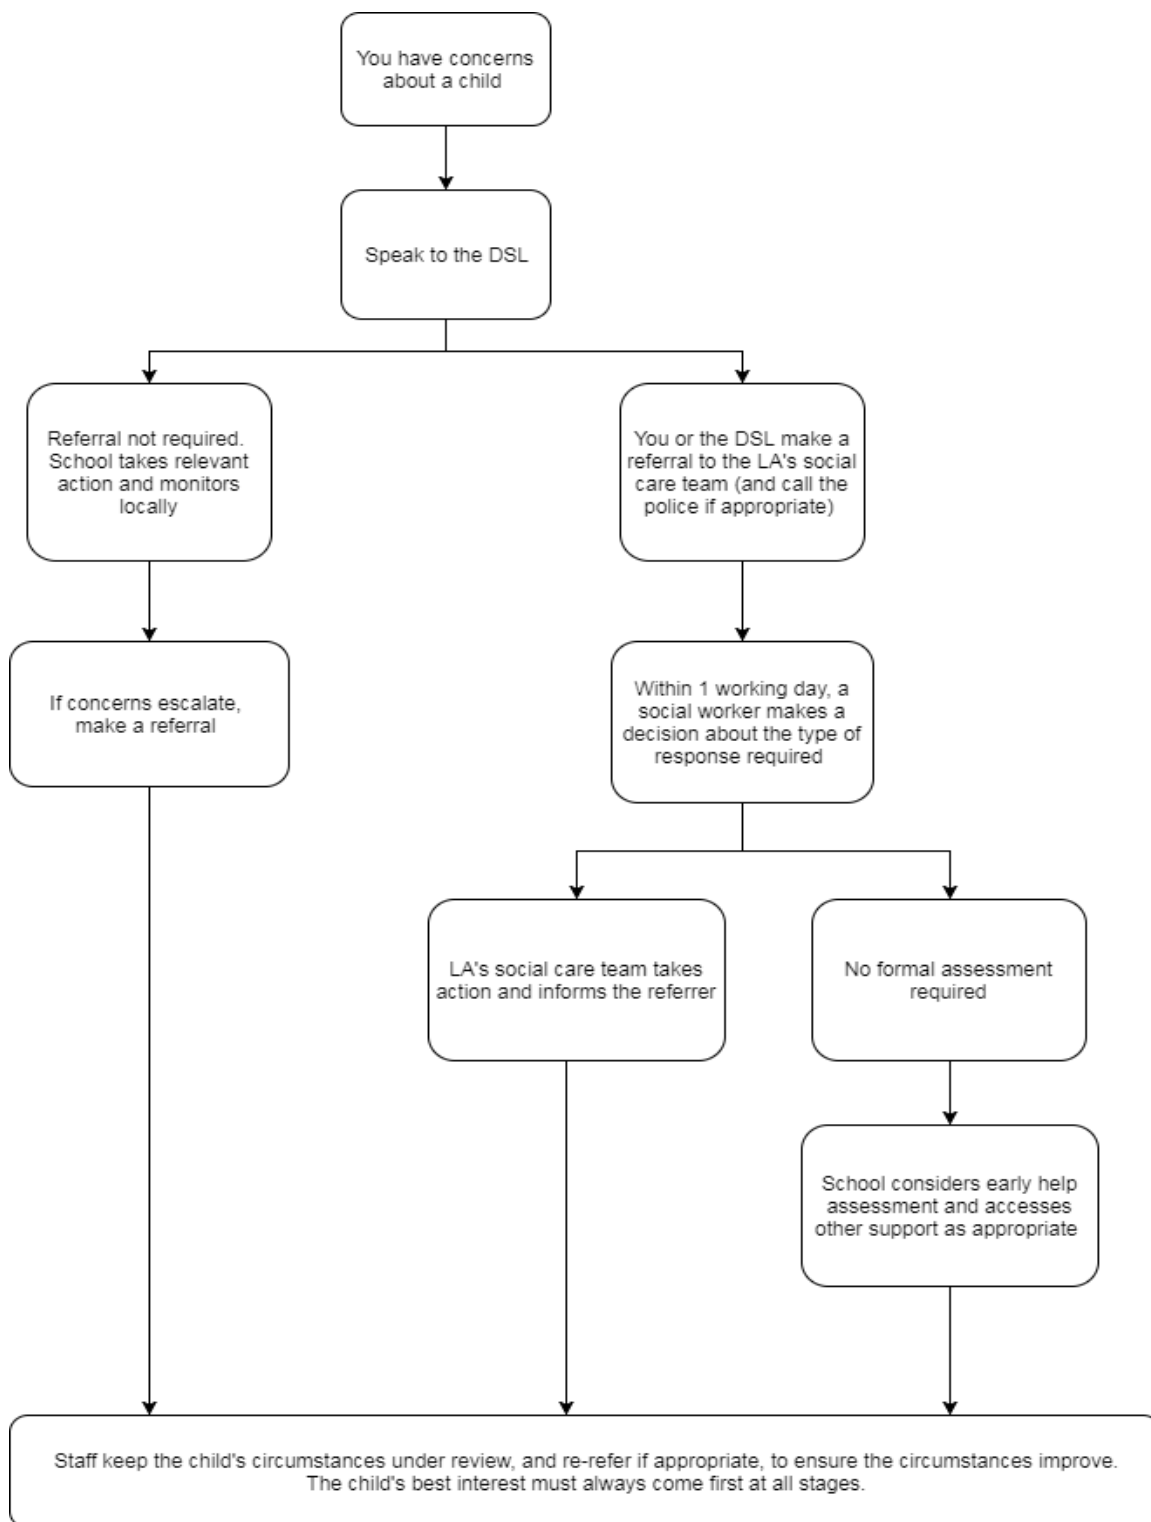 You have concerns
about a child
Speak to the DSL
Referral not required.
School takes relevant
action and monitors
locally
You or the DSL make a
referral to the LA's social
care team (and call the
police if appropriate)
If concerns escalate,
make a referral
Within 1 working day, a
social worker makes a
decision about the type of
response required
LA's social care team takes
action and informs the referrer
No formal assessment
required
School considers early help
assessment and accesses
other support as appropriate
Staff keep the child's circumstances under review, and re-refer if appropriate, to ensure the circumstances improve.
The child's best interest must always come first at all stages.